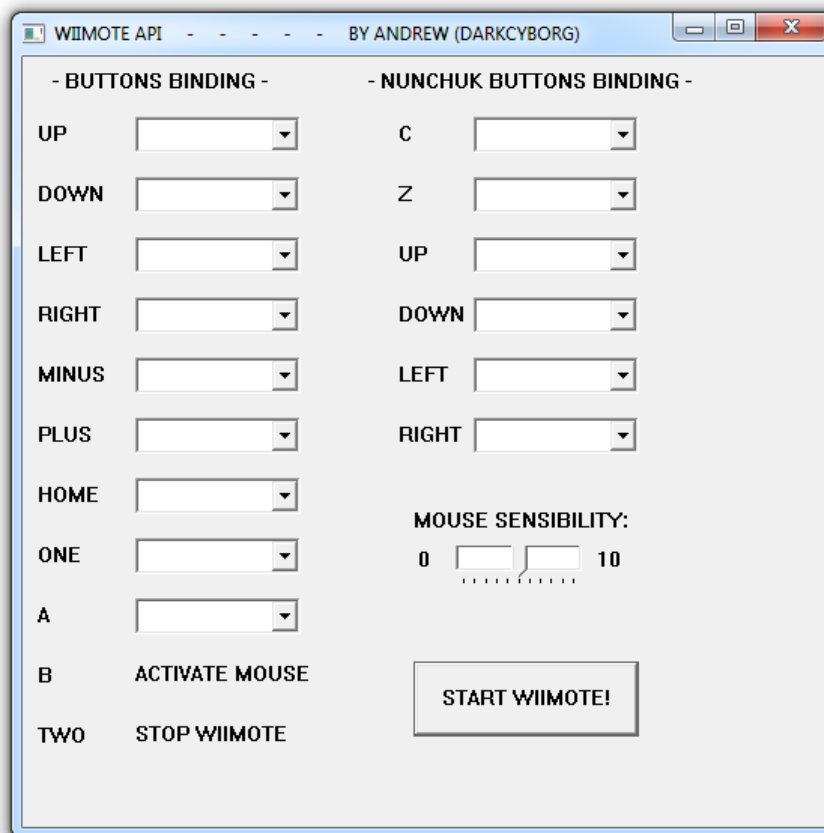 WIIMOTE API - - - - - BY ANDREW (DARKCYBORG)
- BUTTONS BINDING -
UP
DOWN
LEFT
RIGHT
MINUS
PLUS
HOME
ONE
A
B ACTIVATE MOUSE
TWO STOP WIIMOTE
- NUNCHUK BUTTONS BINDING -
C
Z
UP
DOWN
LEFT
RIGHT
MOUSE SENSIBILITY:
0 10
START WIIMOTE!